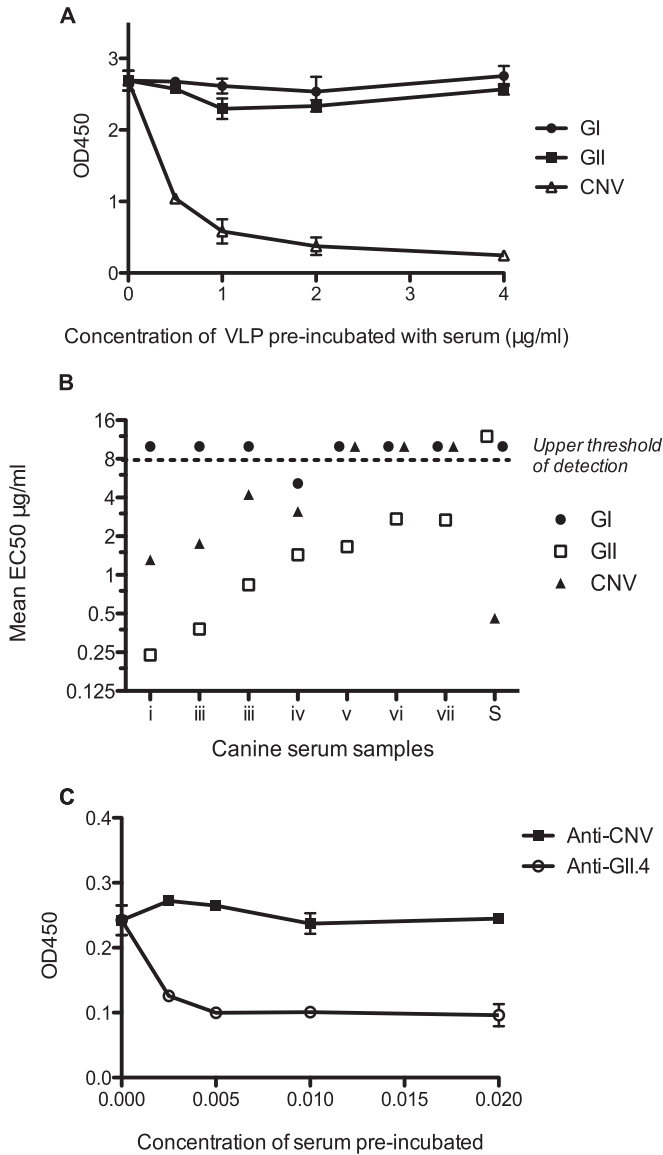 A
3
2
1
0
OD450
0 1 2 3 4
Concentration of VLP pre-incubated with serum (µg/ml)
GI
GII
CNV
B
16
8
4
2
1
0.5
0.25
0.125
Mean EC50 µg/ml
i iii iii iv v vi vii S
Canine serum samples
Upper threshold
of detection
GI
GII
CNV
C
0.4
0.3
0.2
0.1
0.0
OD450
0.000 0.005 0.010 0.015 0.020
Concentration of serum pre-incubated
Anti-CNV
Anti-GII.4